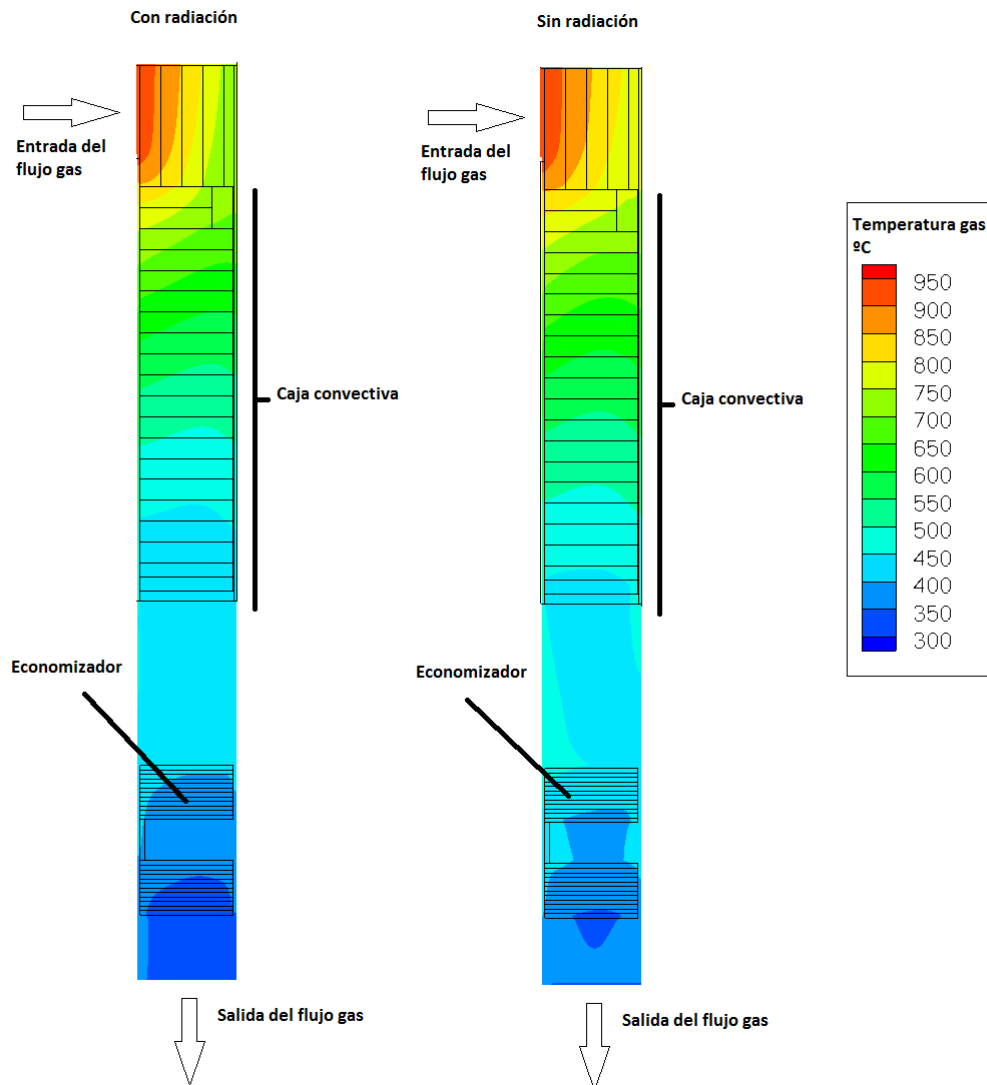 Con radiación
Sin radiación
Entrada del
flujo gas
Entrada del
flujo gas
Temperatura gas
ºC
950
900
850
800
750
700
650
600
550
500
450
400
350
300
Caja convectiva
Caja convectiva
Economizador
Economizador
Salida del flujo gas
Salida del flujo gas